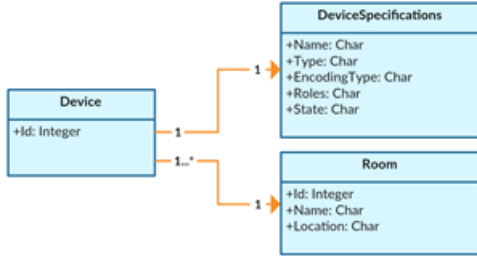 DeviceSpecifications
+Name: Char
+Type: Char
+EncodingType: Char
+Roles: Char
+State: Char
1
1
Device
+Id: Integer
1
1...*
Room
+Id: Integer
+Name: Char
+Location: Char
1